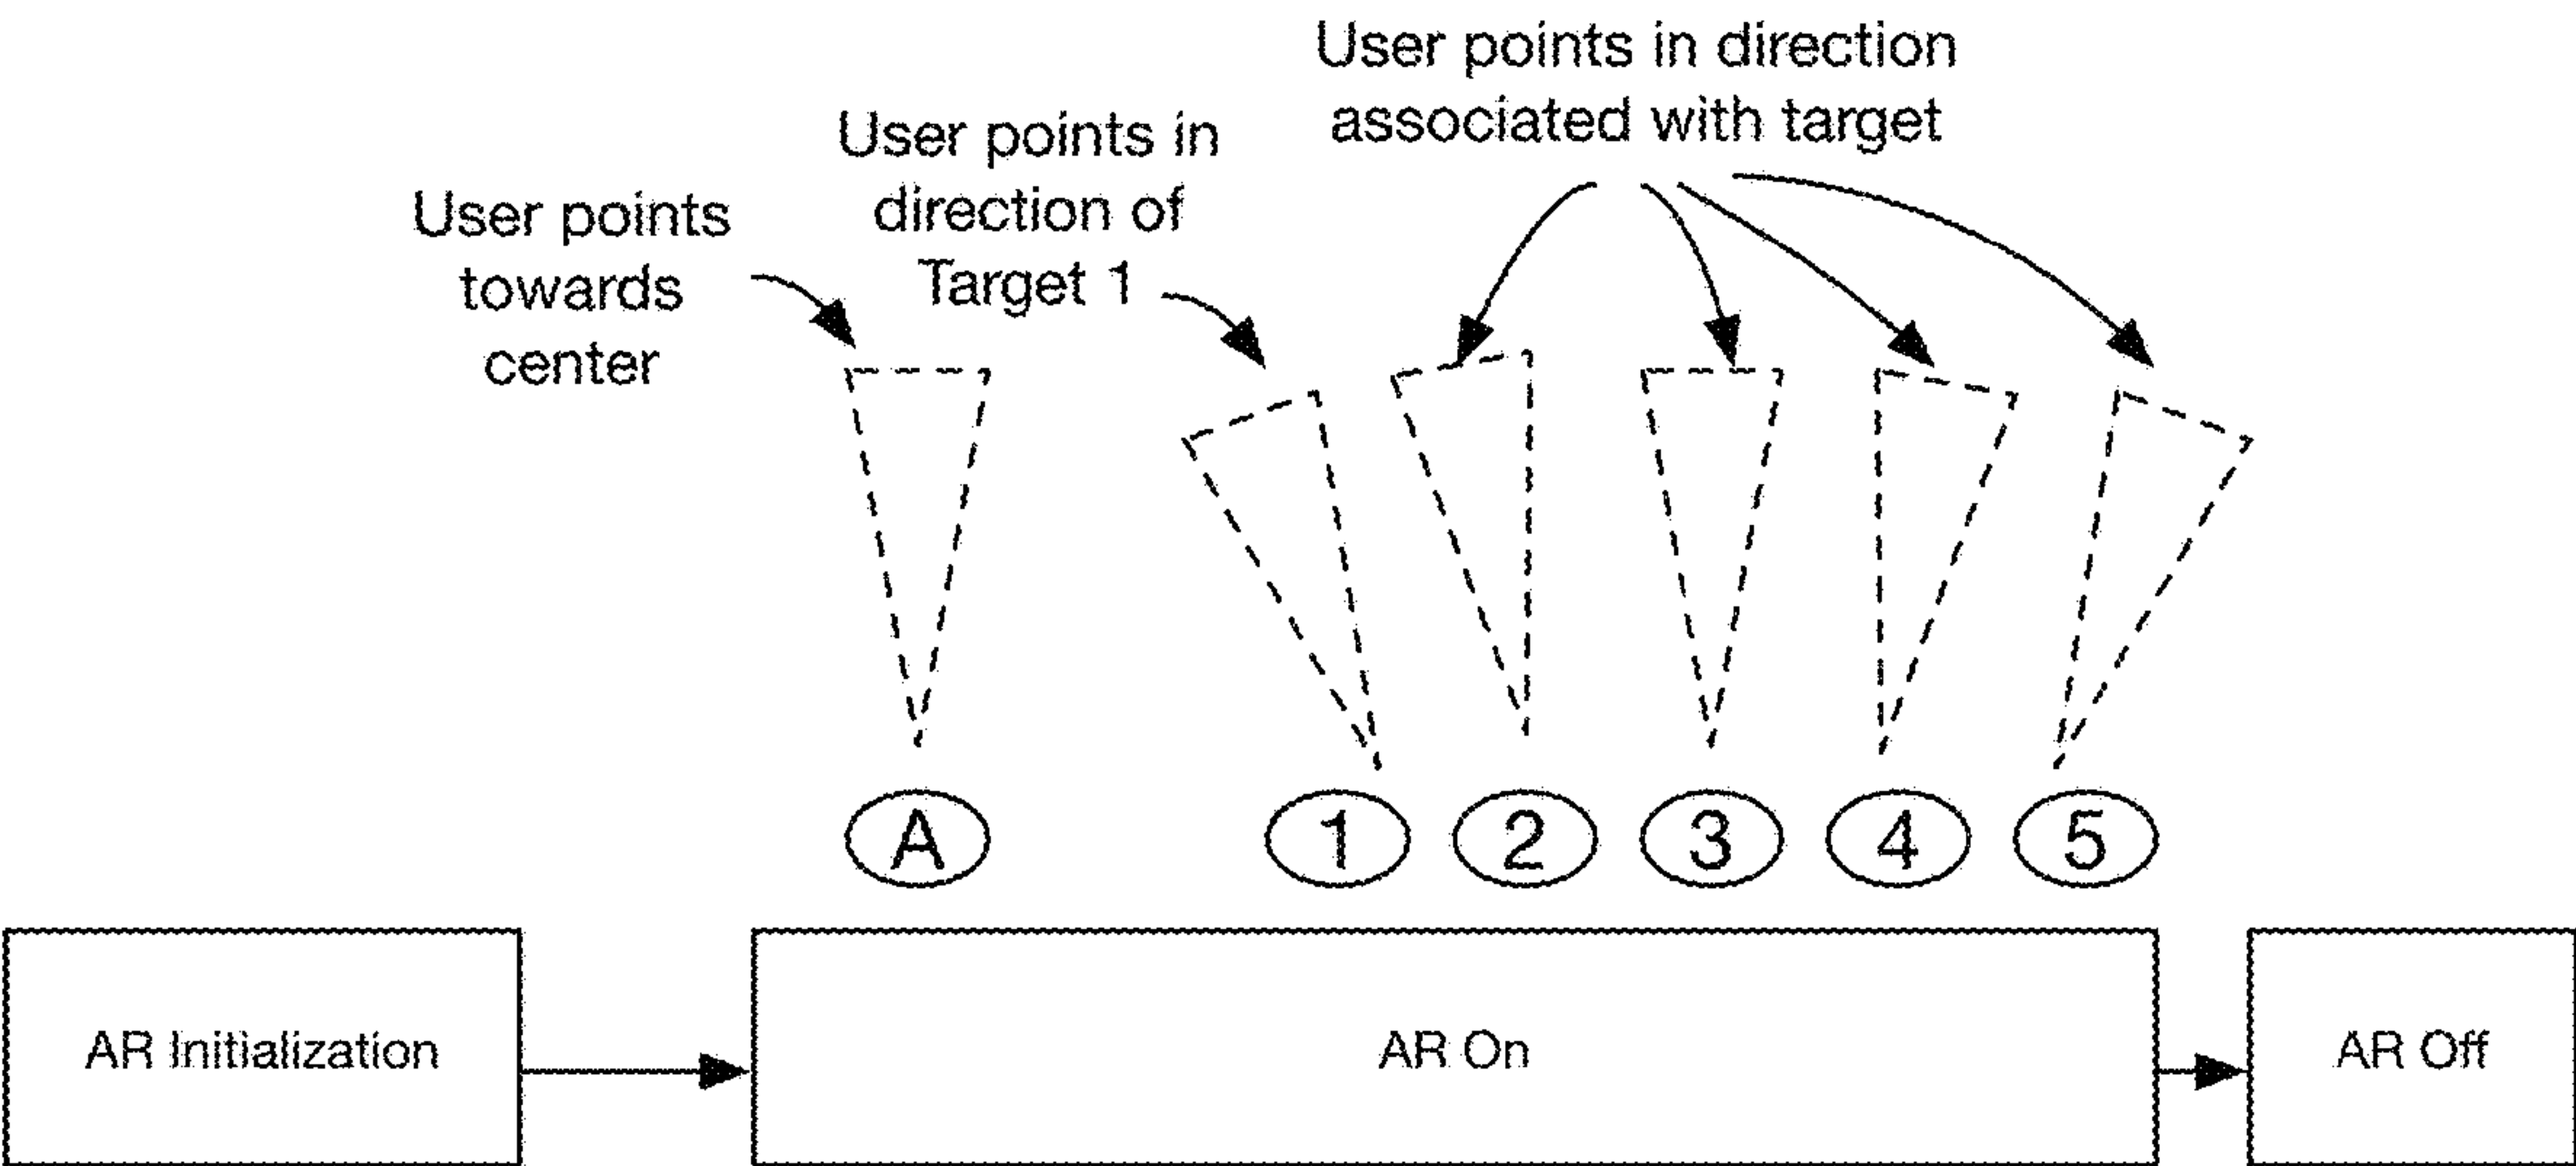 User points in direction
associated with target
User points in
direction of
Target 1
User points
towards
center
A
1
2
3
4
5
AR Initialization
AR On
AR Off